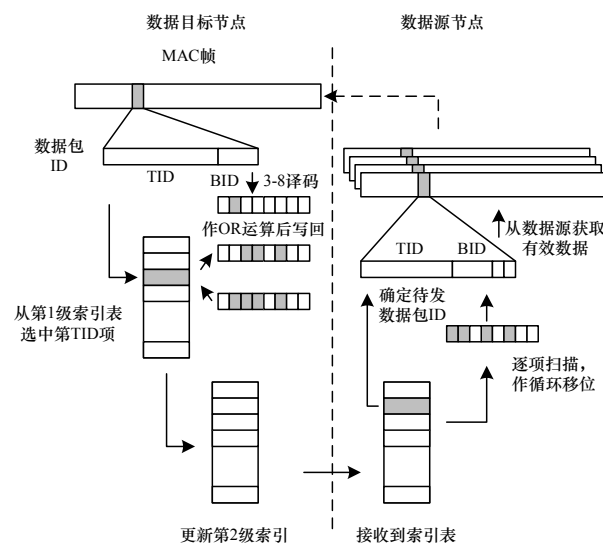 数据目标节点
数据源节点
MAC帧
数据包
ID
TID
BID
3-8译码
作OR运算后写回
从第1级索引表
选中第TID项
更新第2级索引
从数据源获取
有效数据
TID
BID
确定待发
数据包ID
逐项扫描，
作循环移位
接收到索引表